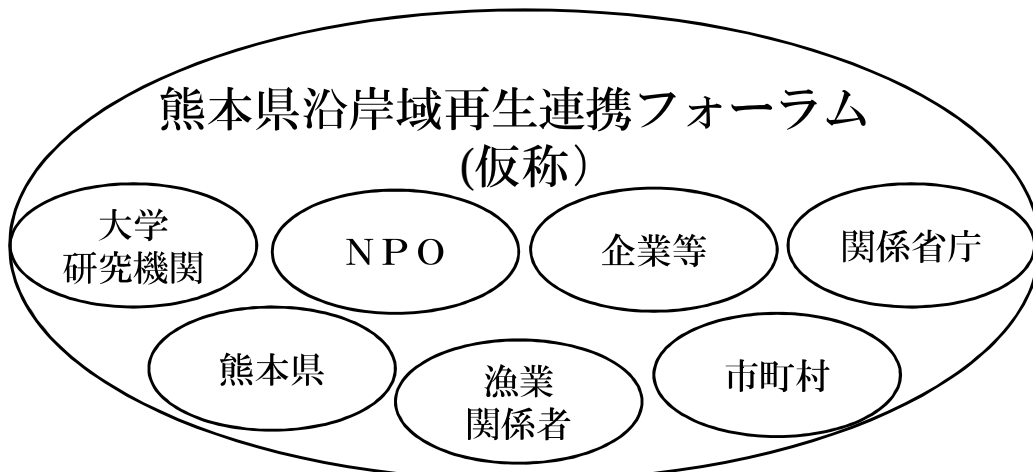 熊本県沿岸域再生連携フォーラム
(仮称）
大学
研究機関
ＮＰＯ
企業等
関係省庁
熊本県
漁業
関係者
市町村